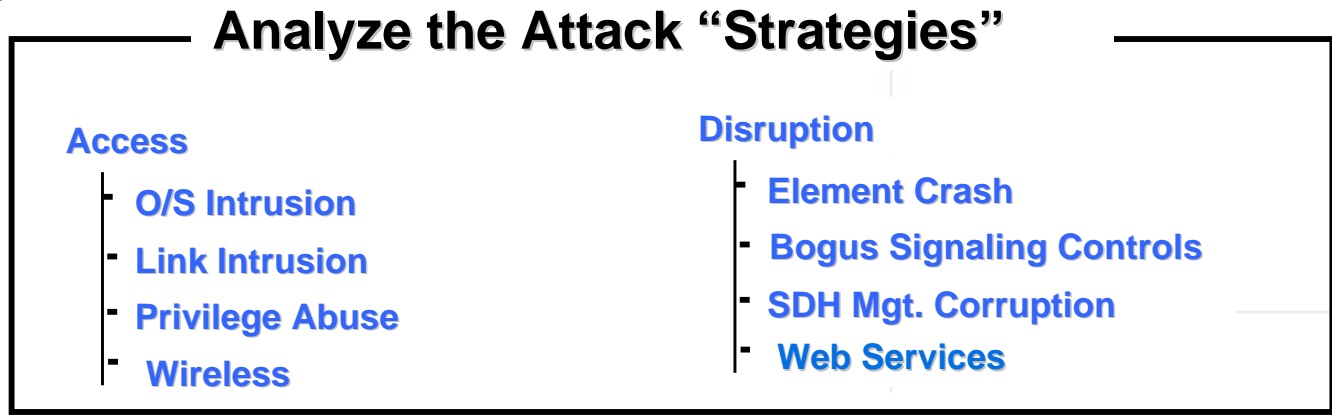 Analyze the Attack “Strategies”
Access
- O/S Intrusion
- Link Intrusion
- Privilege Abuse
- Wireless
Disruption
- Element Crash
- Bogus Signaling Controls
- SDH Mgt. Corruption
- Web Services